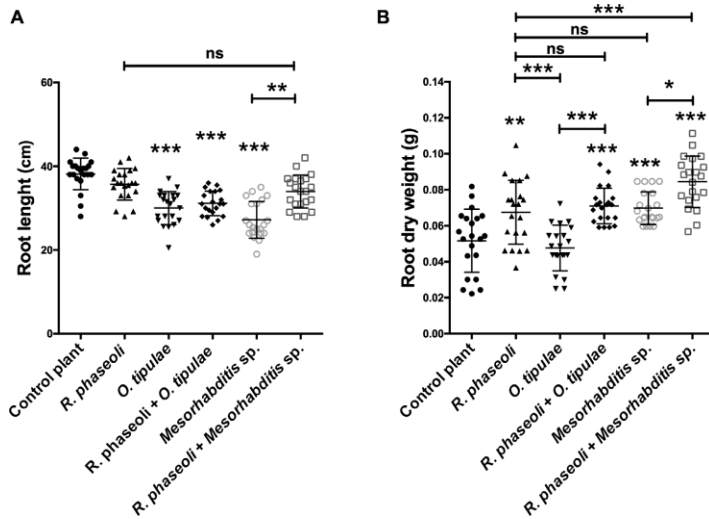 A
ns
**
***
***
***
60
40
20
0
Root lenght (cm)
Control plant
R. phaseoli
O. tipulae
R. phaseoli + O. tipulae
Mesorhabditis sp.
R. phaseoli + Mesorhabditis sp.
B
***
ns
ns
***
***
*
**
***
***
***
0.14
0.12
0.10
0.08
0.06
0.04
0.02
0.00
Root dry weight (g)
Control plant
R. phaseoli
O. tipulae
R. phaseoli + O. tipulae
Mesorhabditis sp.
R. phaseoli + Mesorhabditis sp.